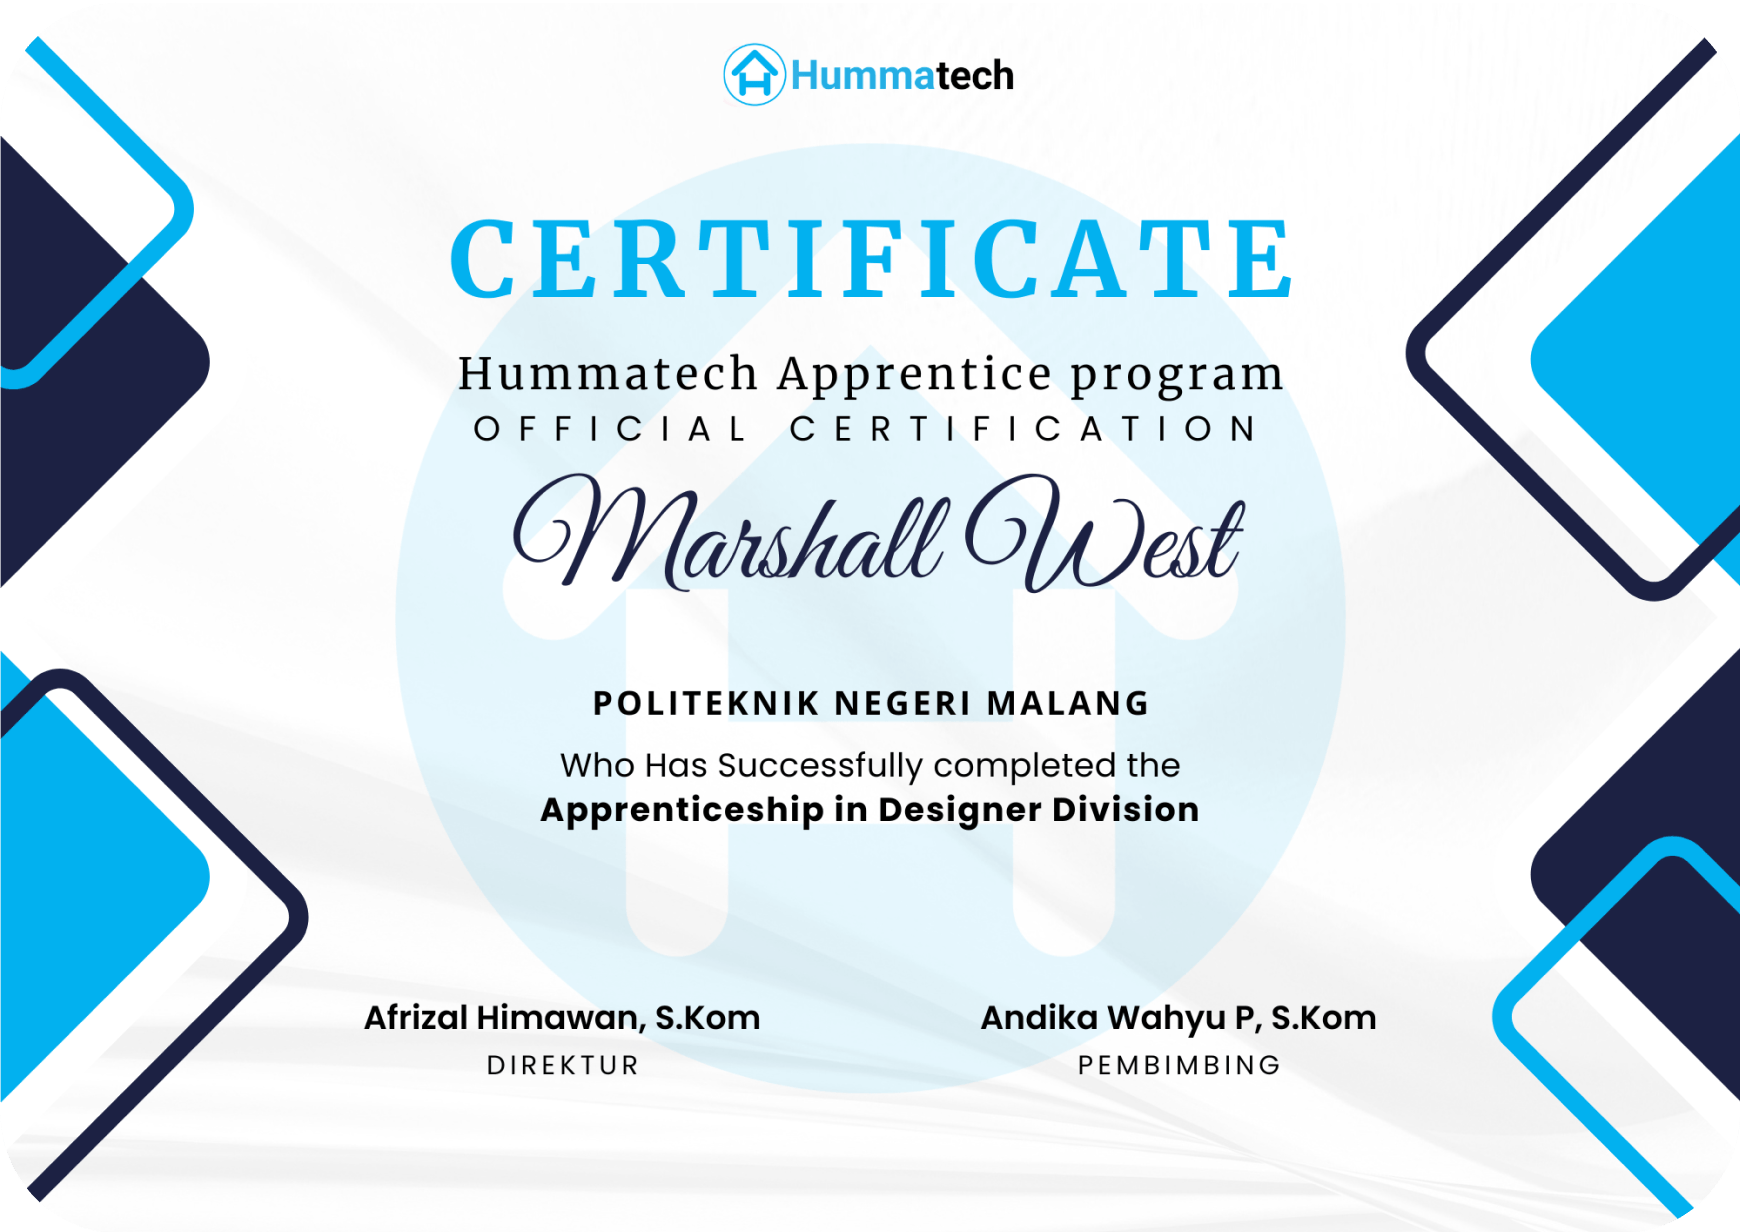 Hummatech
CERTIFICATE
Hummatech Apprentice program
OFFICIAL CERTIFICATION
Marshall West
POLITEKNIK NEGERI MALANG
Who Has Successfully completed the
Apprenticeship in Designer Division
Afrizal Himawan, S.Kom
DIREKTUR
Andika Wahyu P, S.Kom
PEMBIMBING